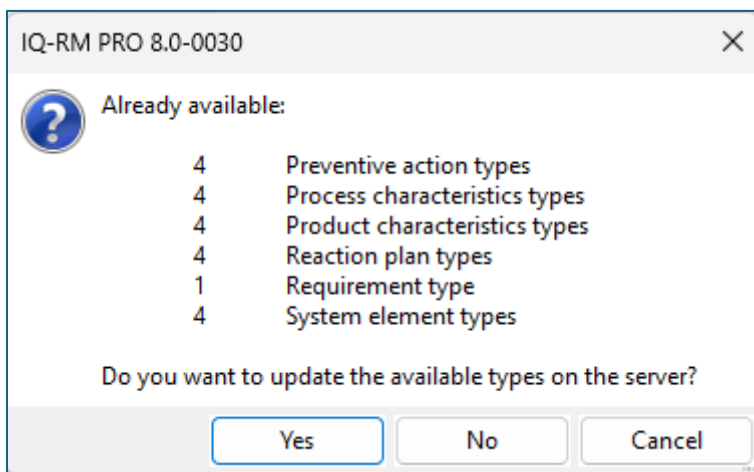 IQ-RM PRO 8.0-0030
Already available:
4 Preventive action types
4 Process characteristics types
4 Product characteristics types
4 Reaction plan types
1 Requirement type
4 System element types
Do you want to update the available types on the server?
Yes No Cancel